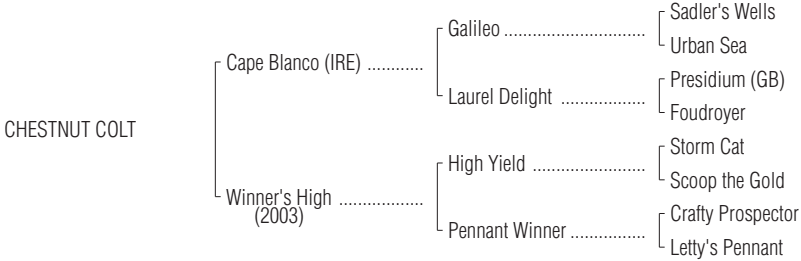 Sadler's Wells
Galileo ..............................
Urban Sea
Cape Blanco (IRE) ............
Presidium (GB)
Laurel Delight ..................
Foudroyer
CHESTNUT COLT
Storm Cat
High Yield ........................
Scoop the Gold
Winner's High ..................
(2003)
Crafty Prospector
Pennant Winner ................
Letty's Pennant